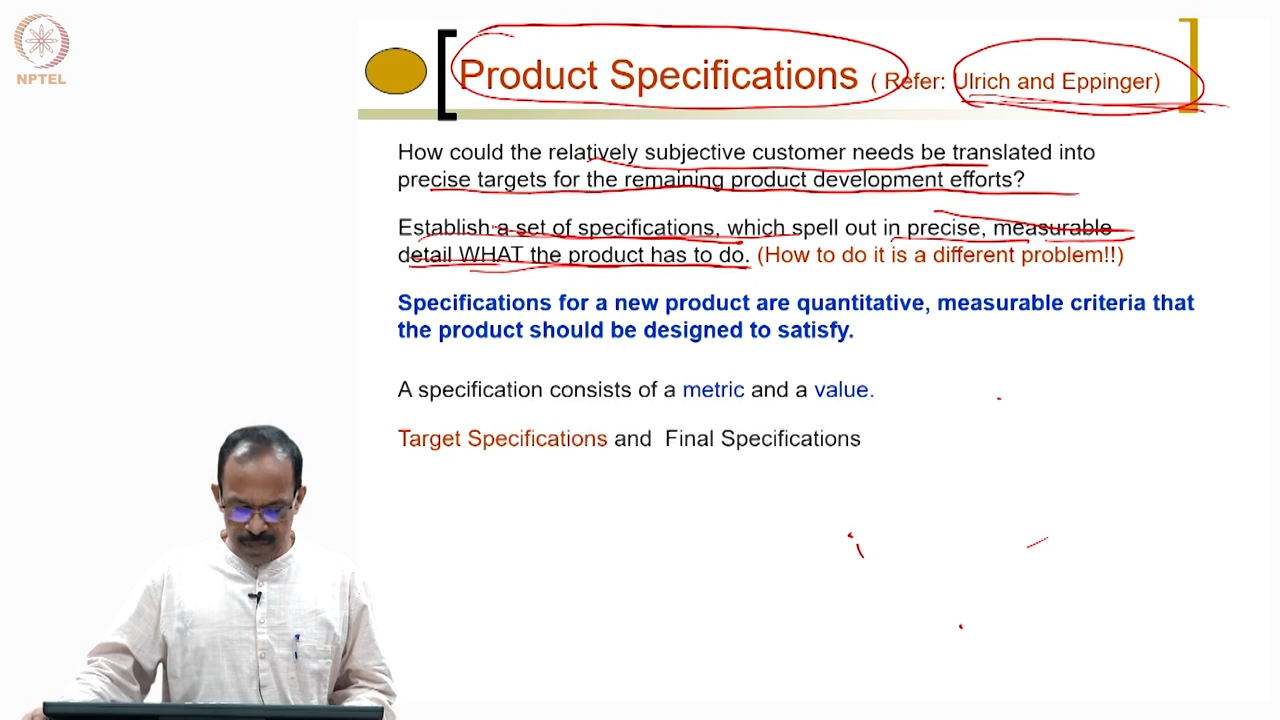 NPTEL
Product Specifications ( Refer: Ulrich and Eppinger)
How could the relatively subjective customer needs be translated into
precise targets for the remaining product development efforts?
Establish a set of specifications, which spell out in precise, measurable
detail WHAT the product has to do. (How to do it is a different problem!!)
Specifications for a new product are quantitative, measurable criteria that
the product should be designed to satisfy.
A specification consists of a metric and a value.
Target Specifications and Final Specifications